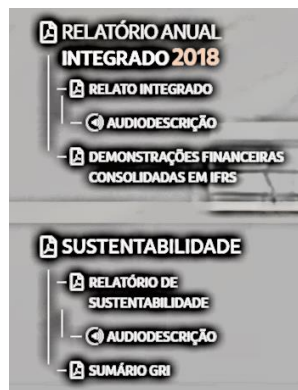 RELATÓRIO ANUAL
INTEGRADO 2018
RELATO INTEGRADO
AUDIODESCRIÇÃO
DEMONSTRAÇÕES FINANCEIRAS
CONSOLIDADAS EM IFRS
SUSTENTABILIDADE
RELATÓRIO DE
SUSTENTABILIDADE
AUDIODESCRIÇÃO
SUMÁRIO GRI